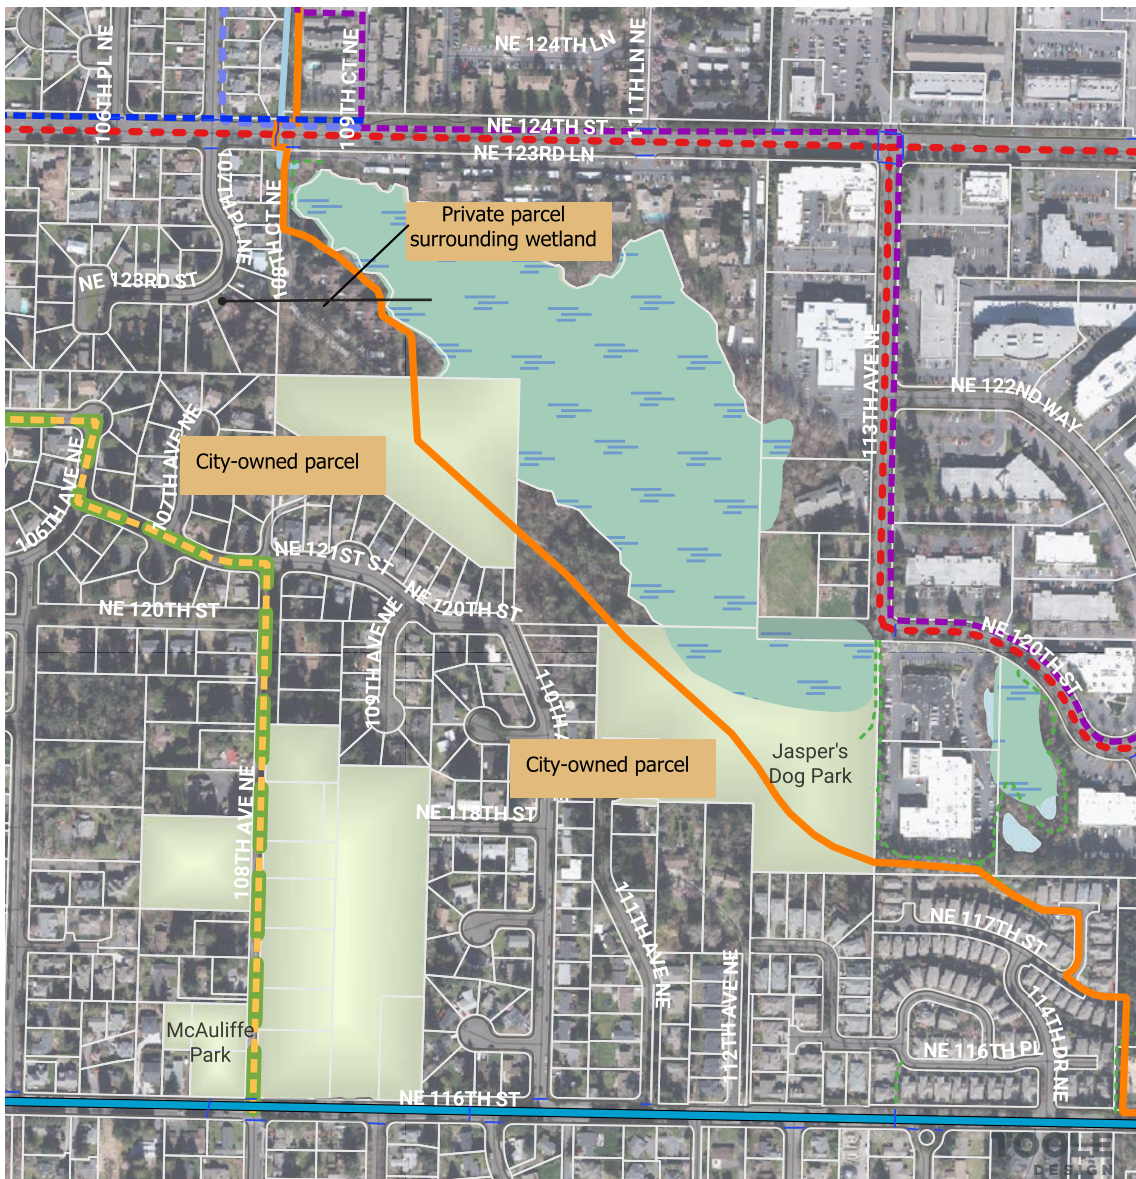 106TH PL NE
109TH CT NE
NE 124TH LN
111TH LN NE
NE 124TH ST
NE 123RD LN
107TH PL NE
108TH CT NE
Private parcel
surrounding wetland
NE 123RD ST
113TH AVE NE
NE 122ND WAY
City-owned parcel
106TH AVE NE
107TH AVE NE
NE 121ST ST
NE 120TH ST
NE 120TH ST
109TH AVE NE
110TH A
NE 120TH ST
City-owned parcel
Jasper's
Dog Park
108TH AVE NE
NE 118TH ST
111TH AVE NE
112TH AVE NE
NE 117TH ST
114TH DR NE
NE 116TH PL
McAuliffe
Park
NE 116TH ST
TOOLE
DESIGN